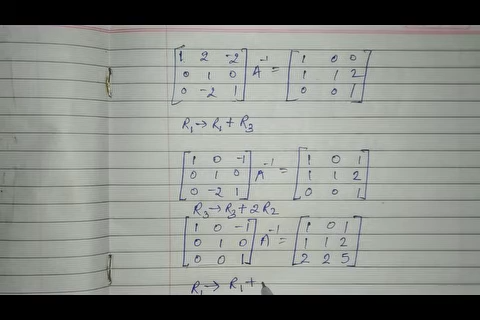 [1 2 -2; 0 1 0; 0 -2 1] A⁻¹ = [1 0 0; 1 1 2; 0 0 1]
R₁ → R₁ + R₃
[1 0 -1; 0 1 0; 0 -2 1] A⁻¹ = [1 0 1; 1 1 2; 0 0 1]
R₃ → R₃ + 2R₂
[1 0 -1; 0 1 0; 0 0 1] A⁻¹ = [1 0 1; 1 1 2; 2 2 5]
R₁ → R₁ +